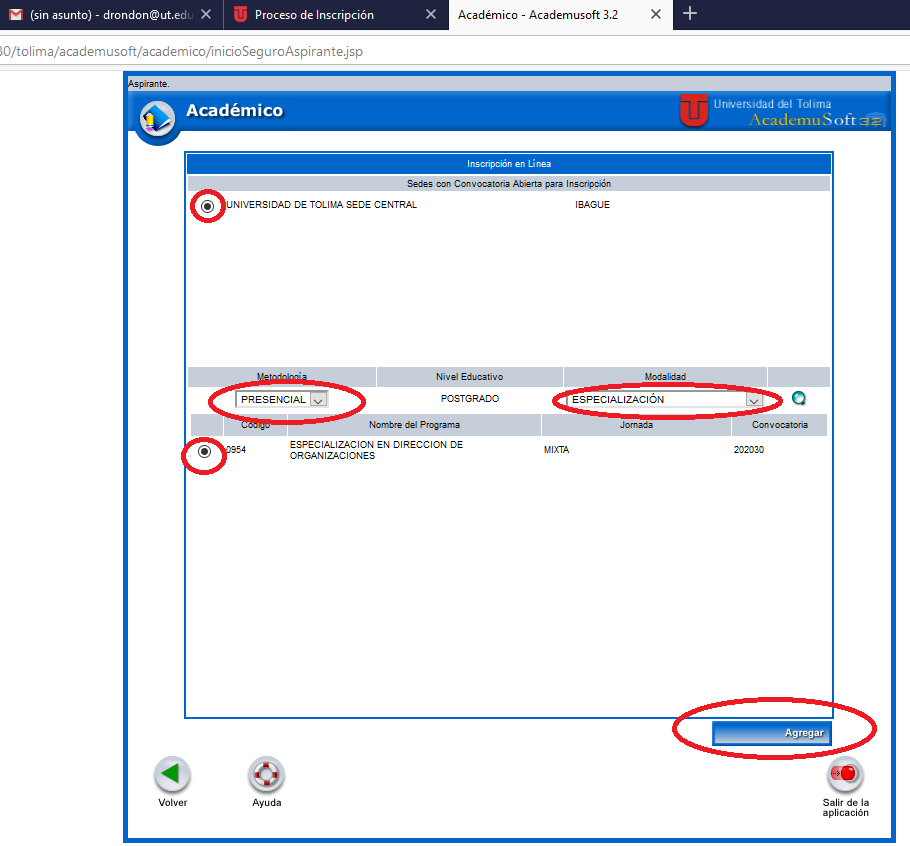 (sin asunto) - drondon@ut.edu
Proceso de Inscripción
Académico - Academusoft 3.2
30/tolima/academusoft/academico/inicioSeguroAspirante.jsp
Aspirante.
Académico
Universidad del Tolima
AcademuSoft
Inscripción en Línea
Sedes con Convocatoria Abierta para Inscripción
UNIVERSIDAD DE TOLIMA SEDE CENTRAL IBAGUE
Metodología Nivel Educativo Modalidad
PRESENCIAL POSTGRADO ESPECIALIZACIÓN
Código Nombre del Programa Jornada Convocatoria
0954 ESPECIALIZACION EN DIRECCION DE ORGANIZACIONES MIXTA 202030
Agregar
Volver
Ayuda
Salir de la
aplicación